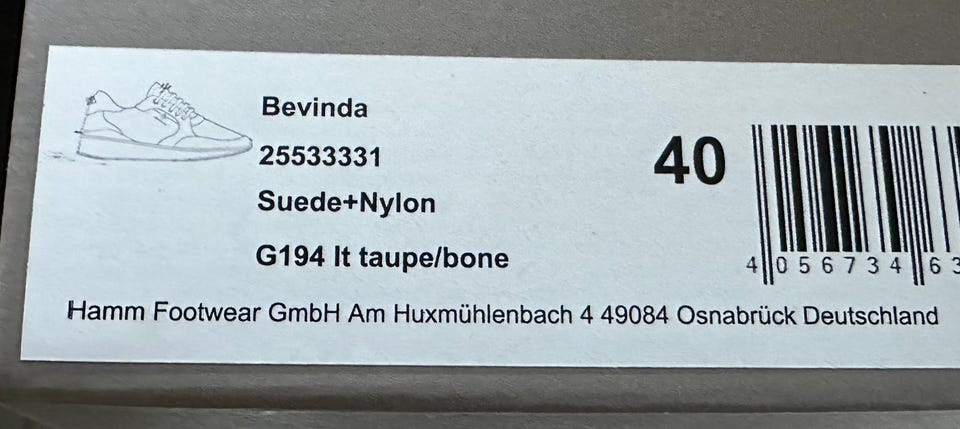 Bevinda
25533331
40
Suede+Nylon
G194 lt taupe/bone
4 056734 63
Hamm Footwear GmbH Am Huxmühlenbach 4 49084 Osnabrück Deutschland